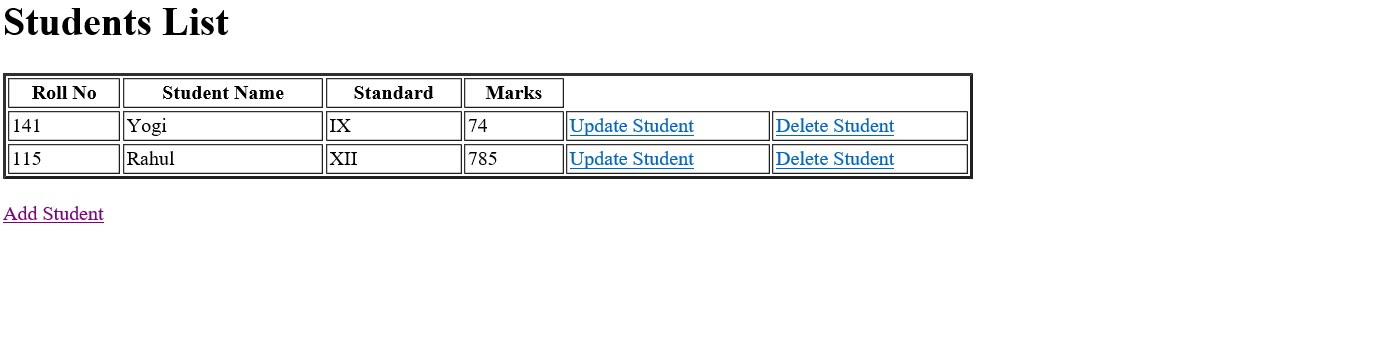 Students List
Roll No Student Name Standard Marks
141 Yogi IX 74 Update Student Delete Student
115 Rahul XII 785 Update Student Delete Student
Add Student